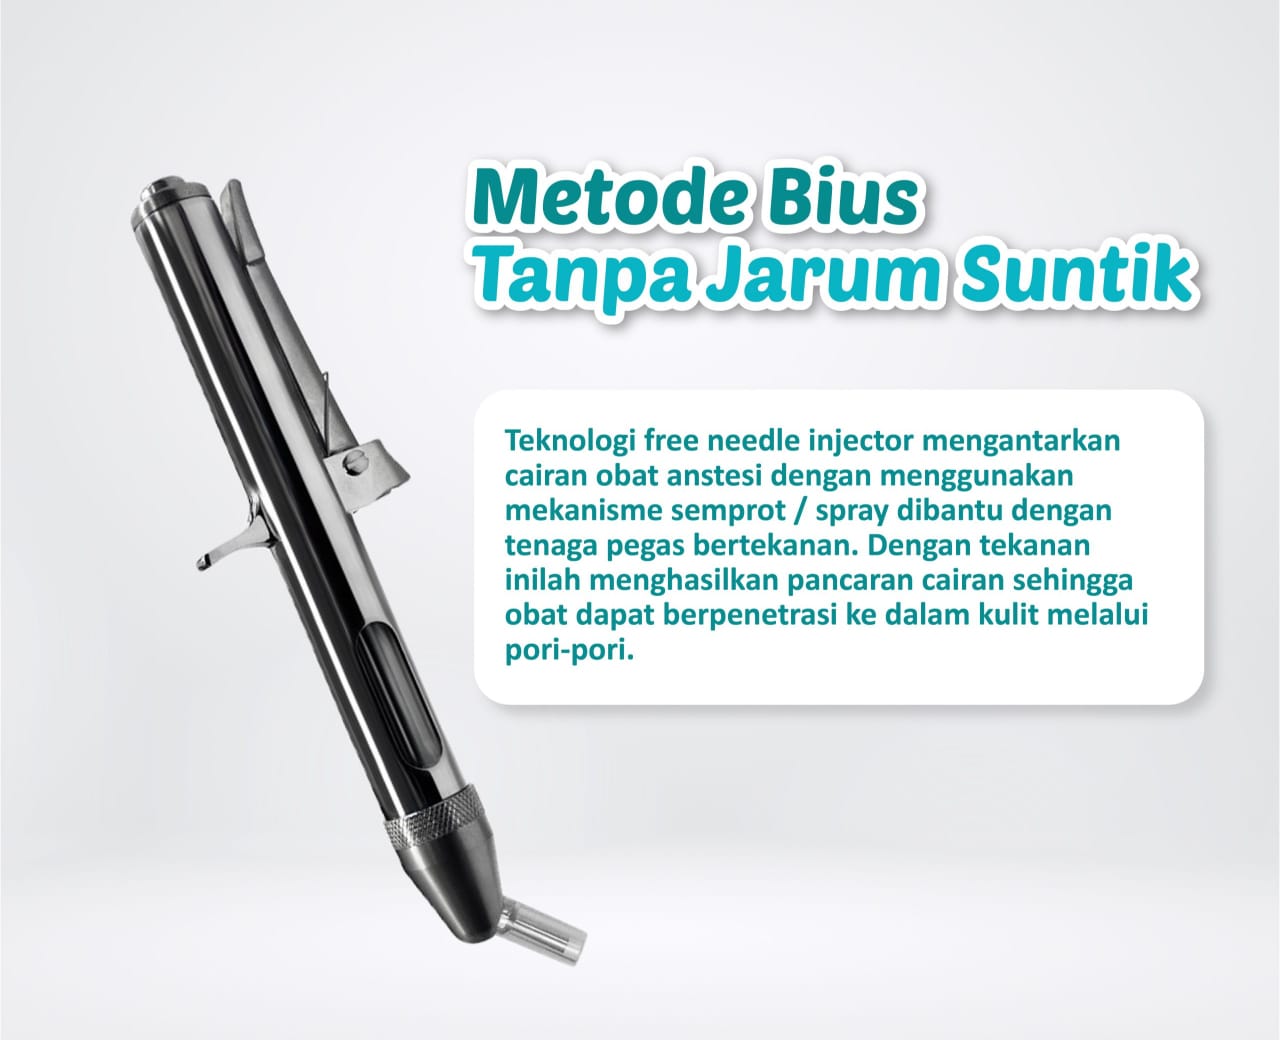 Metode Bius
Tanpa Jarum Suntik
Teknologi free needle injector mengantarkan
cairan obat anstesi dengan menggunakan
mekanisme semprot / spray dibantu dengan
tenaga pegas bertekanan. Dengan tekanan
inilah menghasilkan pancaran cairan sehingga
obat dapat berpenetrasi ke dalam kulit melalui
pori-pori.